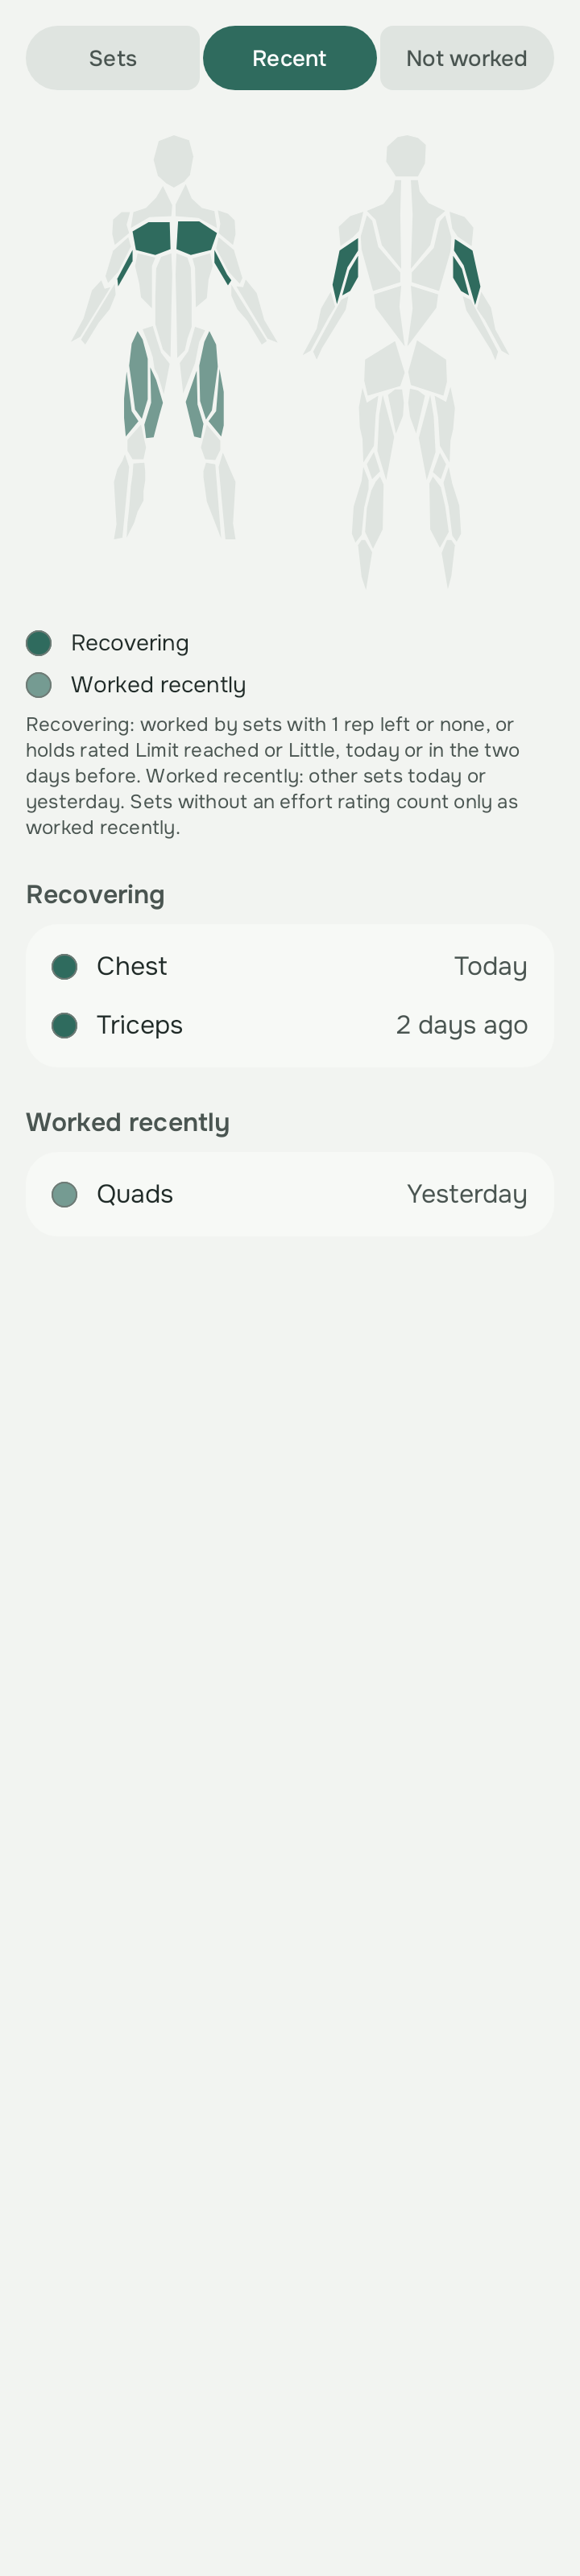 Sets
Recent
Not worked
Recovering
Worked recently
Recovering: worked by sets with 1 rep left or none, or
holds rated Limit reached or Little, today or in the two
days before. Worked recently: other sets today or
yesterday. Sets without an effort rating count only as
worked recently.
Recovering
Chest Today
Triceps 2 days ago
Worked recently
Quads Yesterday